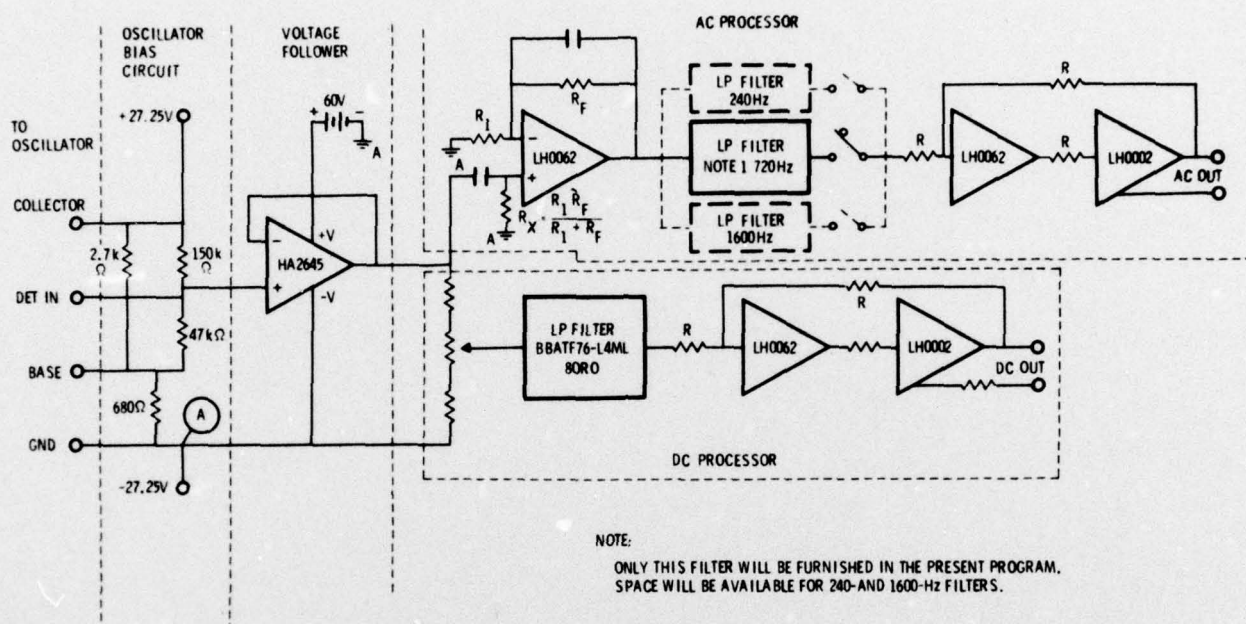 AC PROCESSOR
OSCILLATOR
BIAS
CIRCUIT
VOLTAGE
FOLLOWER
+27.25V
TO
OSCILLATOR
COLLECTOR
2.7k
Ω
150k
Ω
DET IN
47kΩ
BASE
680Ω
A
GND
-27.25V
+ 60V -
A
+V
-
HA2645
+
-V
R_F
R_I
-
LH0062
+
A
A
R_X = R_I R_F / R_I + R_F
LP FILTER
240Hz
LP FILTER
NOTE 1 720Hz
LP FILTER
1600Hz
R
R
LH0062
R
LH0002
AC OUT
LP FILTER
BBATF76-L4ML
80RO
R
R
LH0062
LH0002
DC OUT
DC PROCESSOR
NOTE:
ONLY THIS FILTER WILL BE FURNISHED IN THE PRESENT PROGRAM.
SPACE WILL BE AVAILABLE FOR 240-AND 1600-Hz FILTERS.